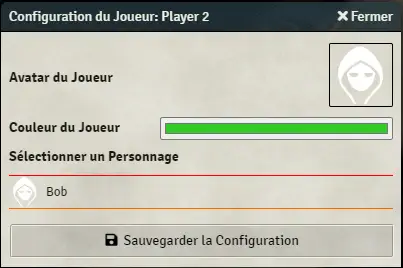 Configuration du Joueur: Player 2
Fermer
Avatar du Joueur
Couleur du Joueur
Sélectionner un Personnage
Bob
Sauvegarder la Configuration